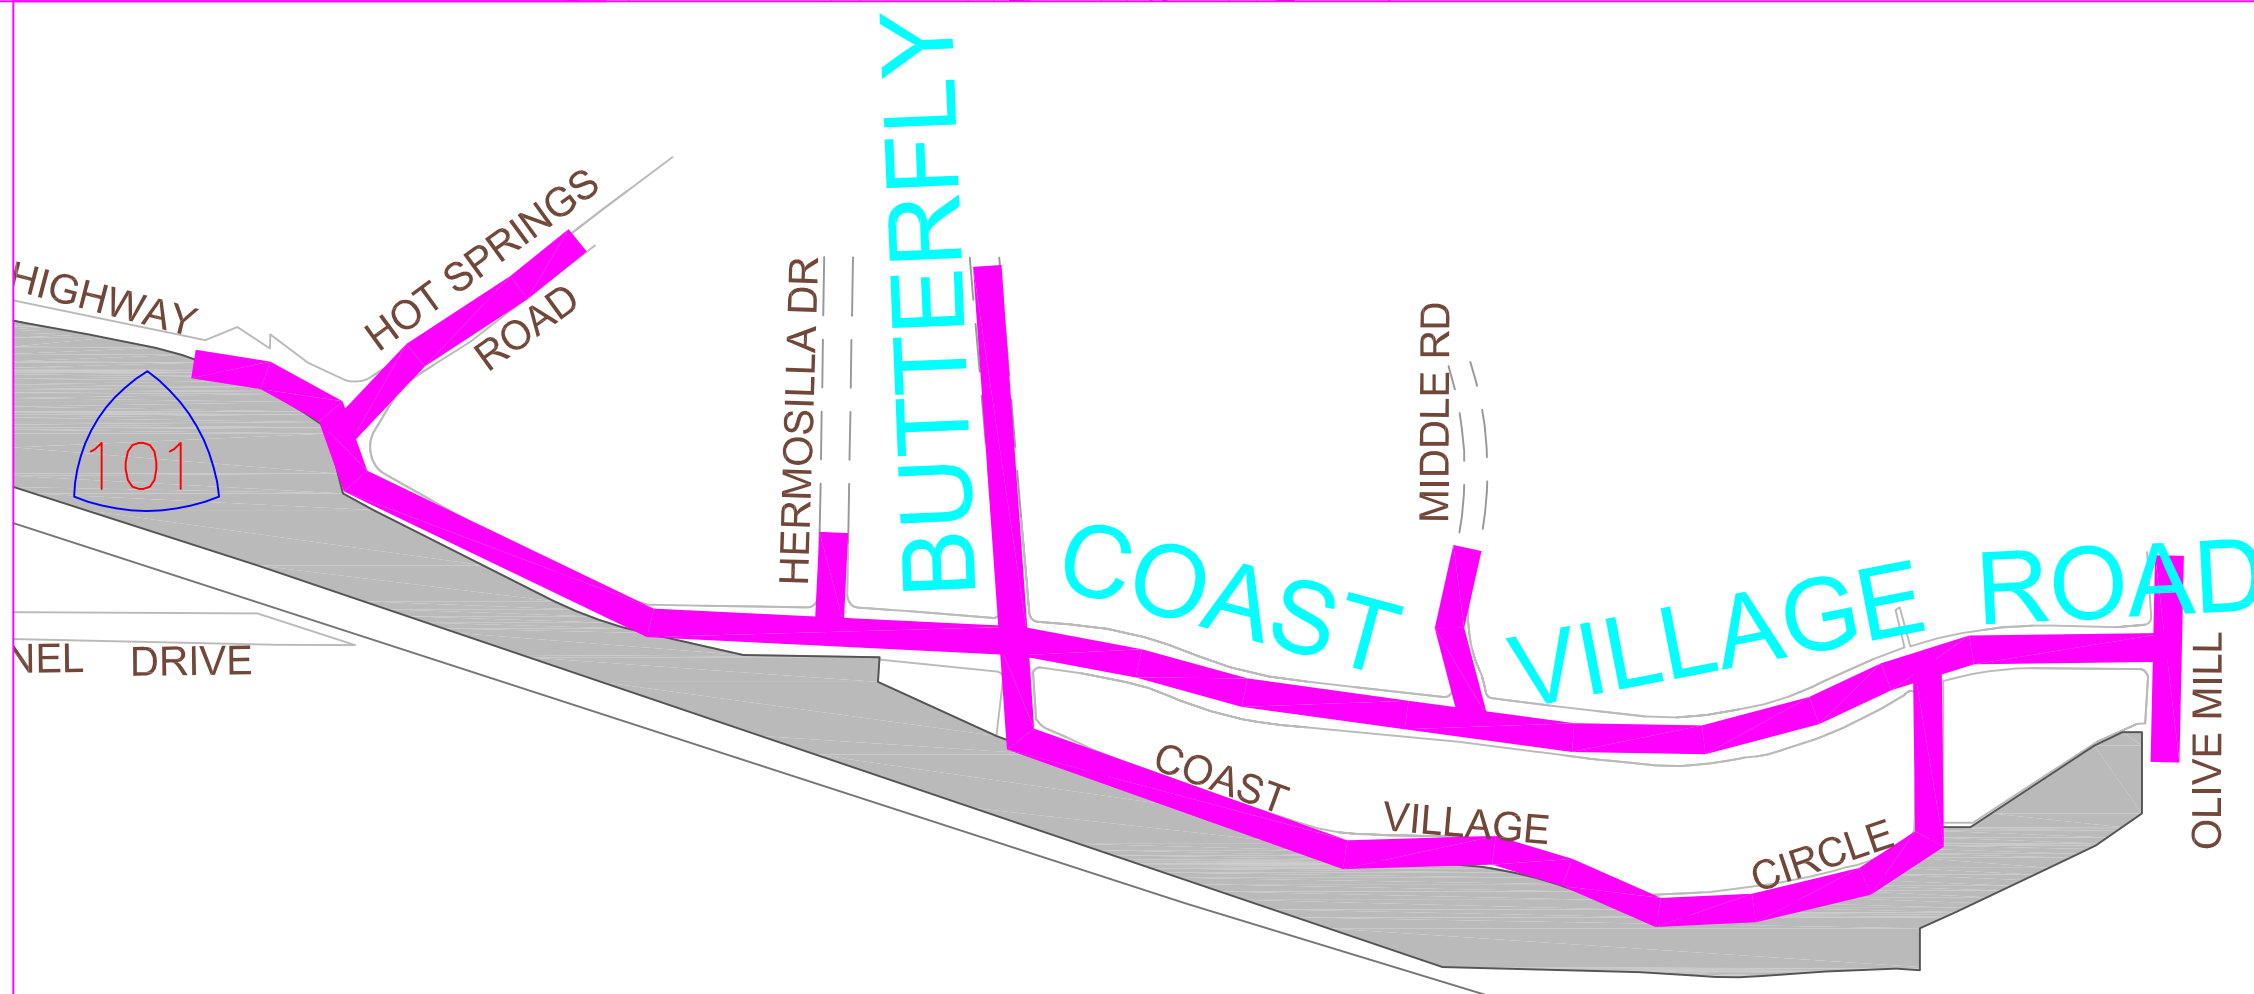 BUTTERFLY
HOT SPRINGS
ROAD
HIGHWAY
HERMOSILLA DR
MIDDLE RD
101
COAST VILLAGE ROAD
NEL DRIVE
OLIVE MILL
COAST VILLAGE CIRCLE